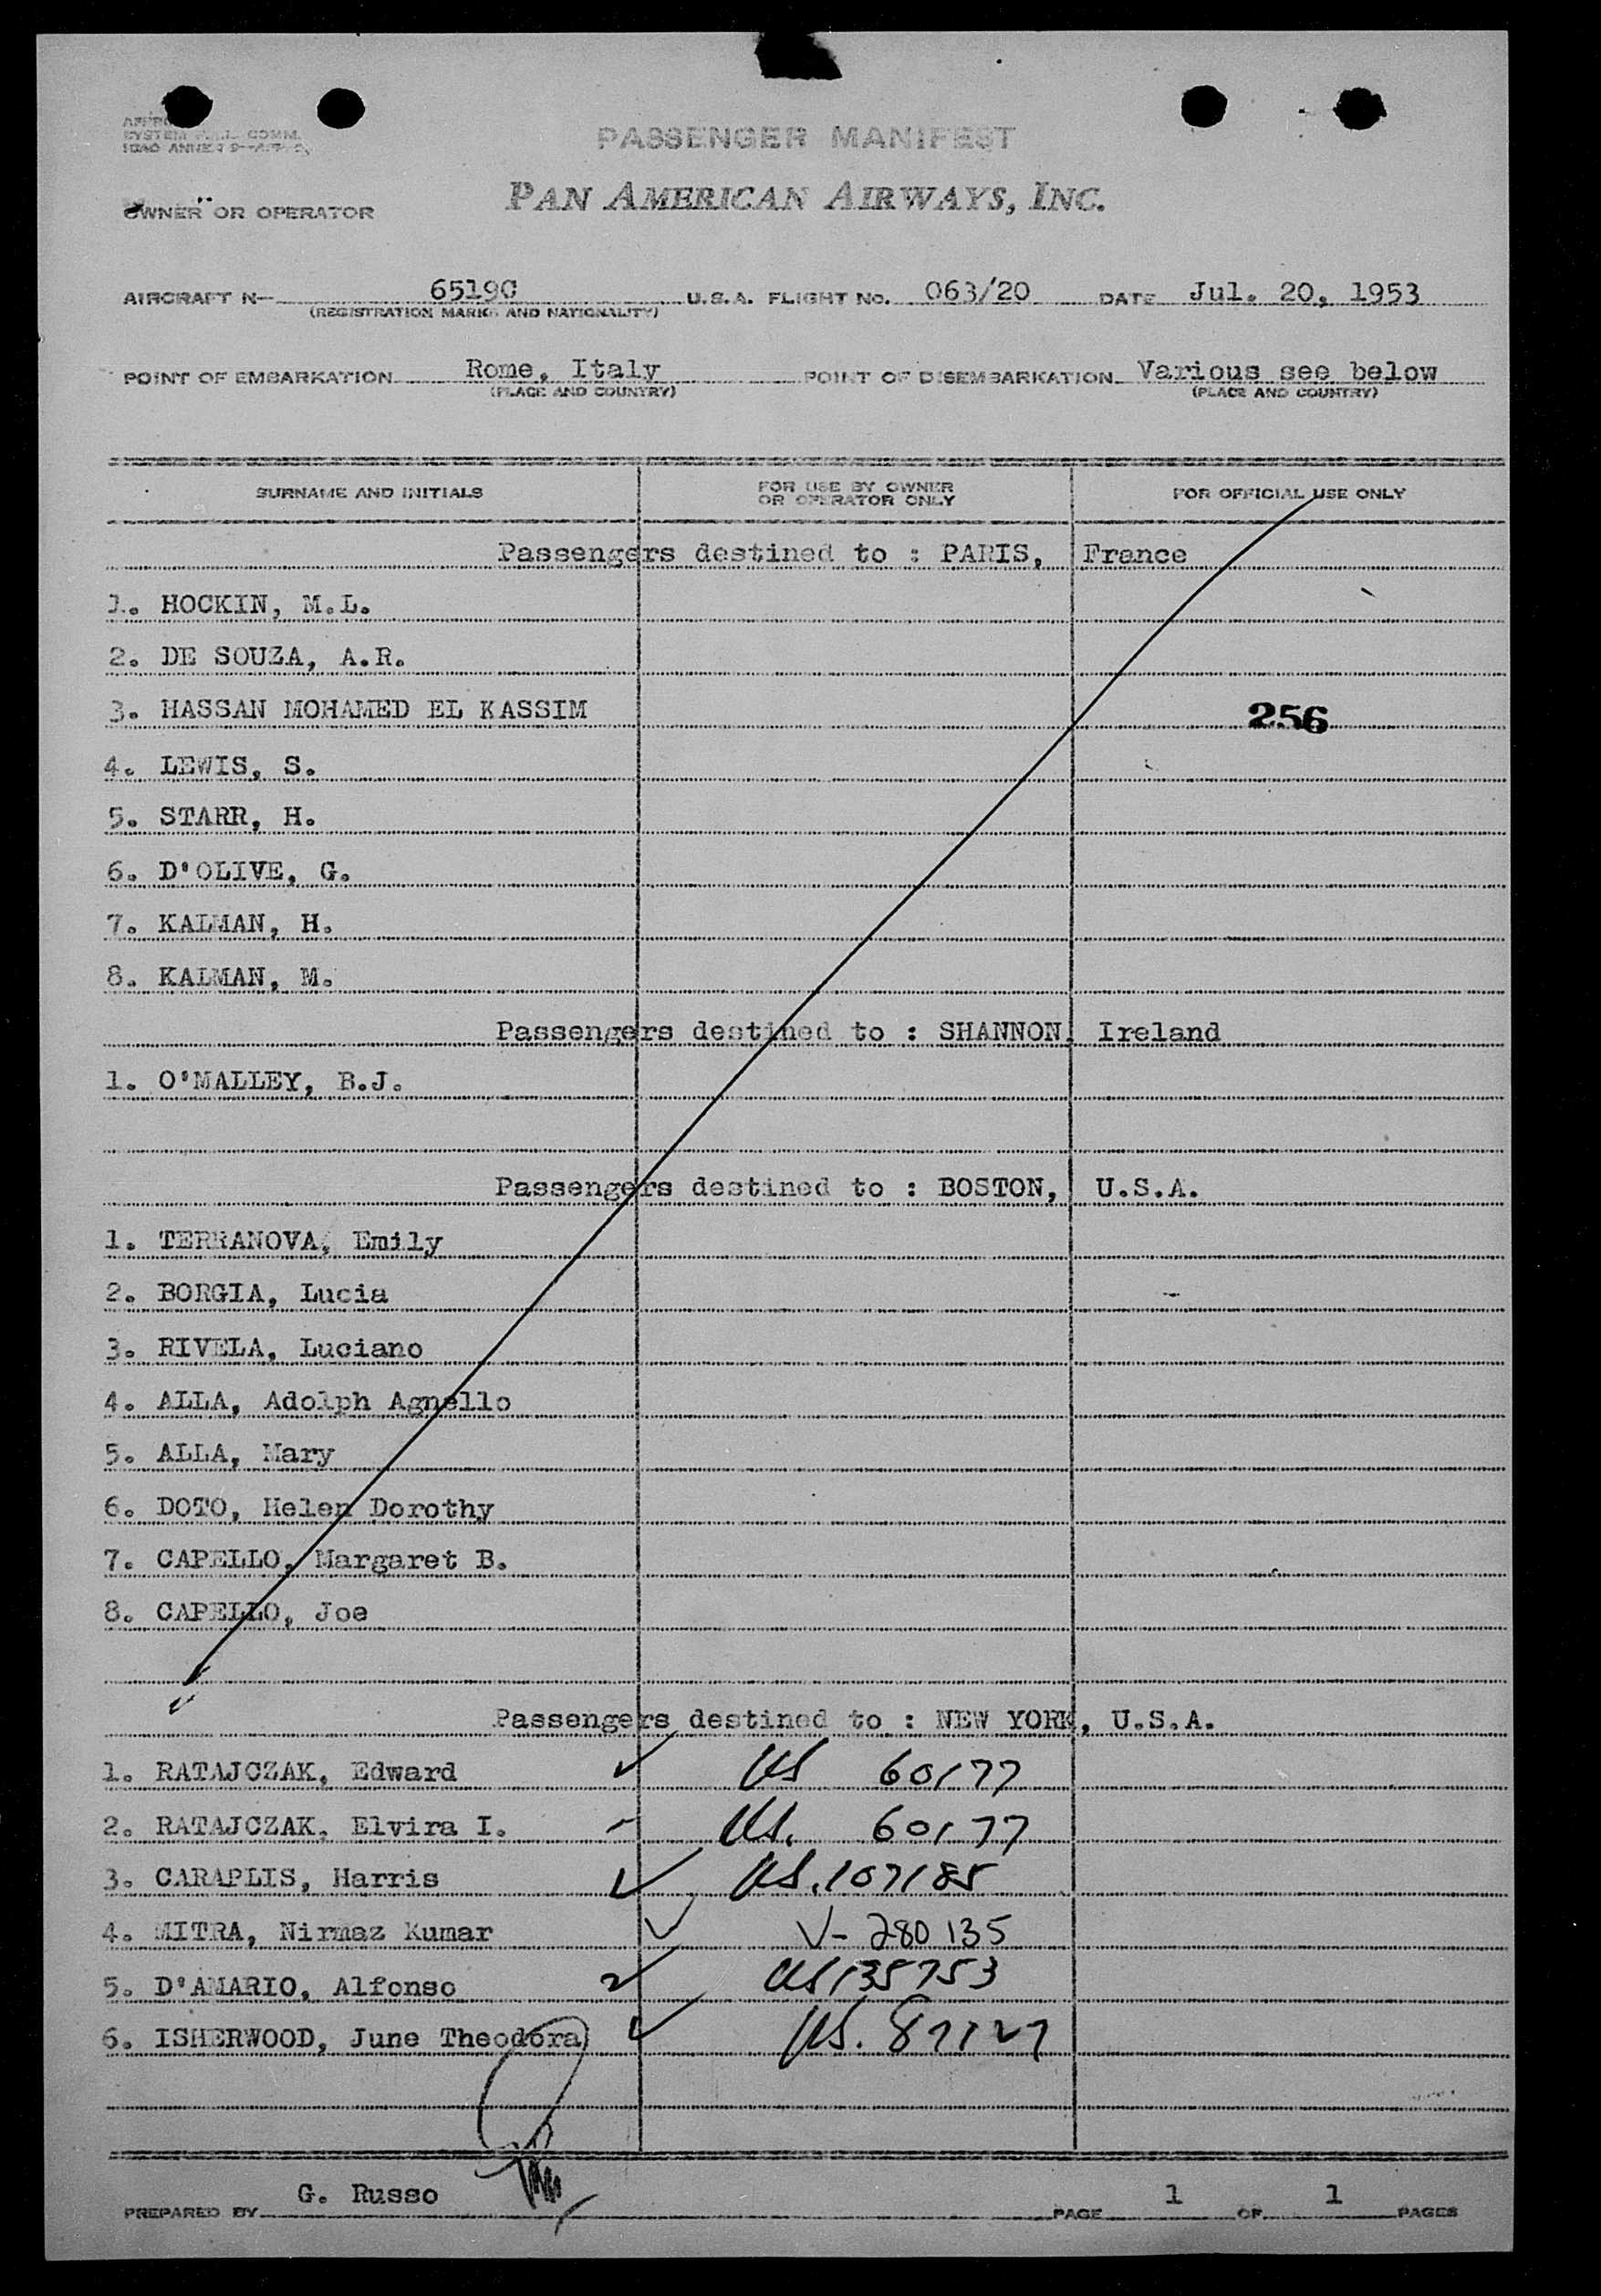 PASSENGER MANIFEST
PAN AMERICAN AIRWAYS, INC.
OWNER OR OPERATOR
AIRCRAFT N- 6519C U.S.A. FLIGHT No. 063/20 DATE Jul. 20, 1953
(REGISTRATION MARKS AND NATIONALITY)
POINT OF EMBARKATION Rome, Italy POINT OF DISEMBARKATION Various see below
(PLACE AND COUNTRY) (PLACE AND COUNTRY)
SURNAME AND INITIALS FOR USE BY OWNER OR OPERATOR ONLY FOR OFFICIAL USE ONLY
Passengers destined to : PARIS, France
1. HOCKIN, M.L.
2. DE SOUZA, A.R.
3. HASSAN MOHAMED EL KASSIM 256
4. LEWIS, S.
5. STARR, H.
6. D'OLIVE, G.
7. KALMAN, H.
8. KALMAN, M.
Passengers destined to : SHANNON, Ireland
1. O'MALLEY, B.J.
Passengers destined to : BOSTON, U.S.A.
1. TERRANOVA, Emily
2. BORGIA, Lucia
3. RIVELA, Luciano
4. ALLA, Adolph Agnello
5. ALLA, Mary
6. DOTO, Helen Dorothy
7. CAPELLO, Margaret B.
8. CAPELLO, Joe
Passengers destined to : NEW YORK, U.S.A.
1. RATAJCZAK, Edward ✓ US 60177
2. RATAJCZAK, Elvira I. US. 60177
3. CARAPLIS, Harris ✓ US. 107185
4. MITRA, Nirmaz Kumar ✓ V- 280135
5. D'AMARIO, Alfonso ✓ US 135753
6. ISHERWOOD, June Theodora ✓ US. 87127
PREPARED BY G. Russo PAGE 1 OF 1 PAGES